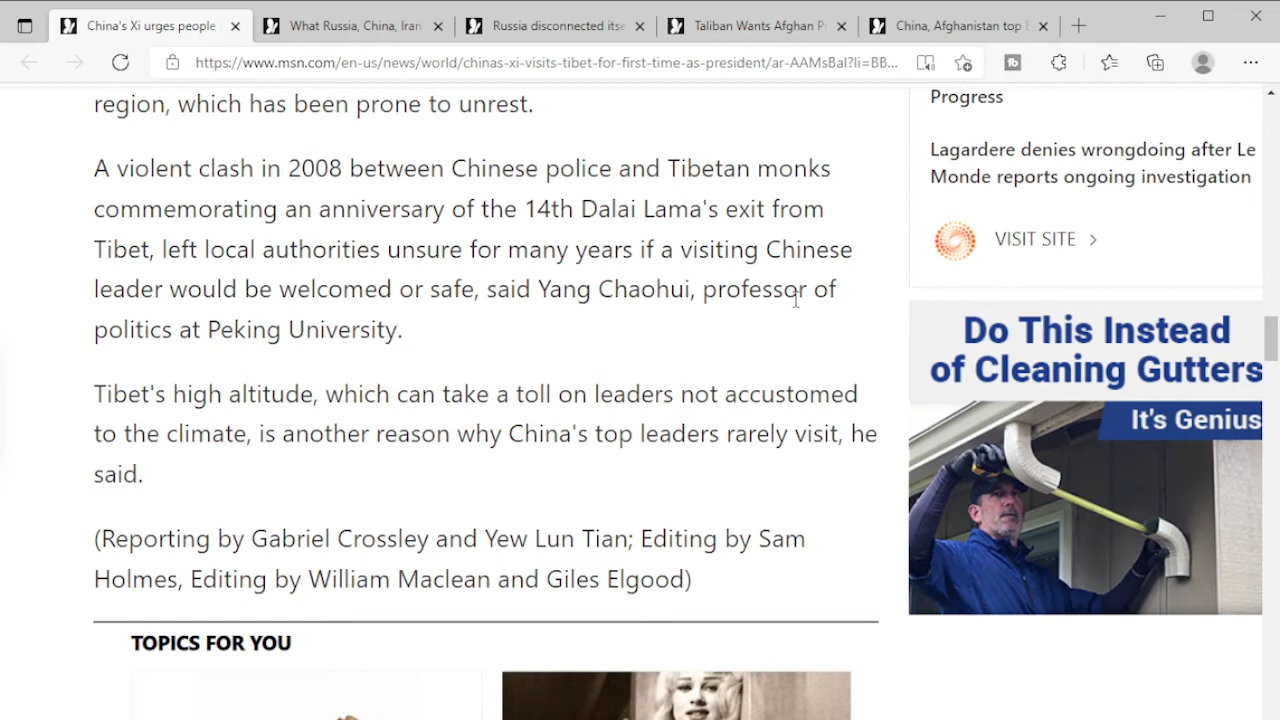 China's Xi urges people
What Russia, China, Iran
Russia disconnected itse
Taliban Wants Afghan P
China, Afghanistan top
https://www.msn.com/en-us/news/world/chinas-xi-visits-tibet-for-first-time-as-president/ar-AAMsBaI?li=BB...
region, which has been prone to unrest.
A violent clash in 2008 between Chinese police and Tibetan monks
commemorating an anniversary of the 14th Dalai Lama's exit from
Tibet, left local authorities unsure for many years if a visiting Chinese
leader would be welcomed or safe, said Yang Chaohui, professor of
politics at Peking University.
Tibet's high altitude, which can take a toll on leaders not accustomed
to the climate, is another reason why China's top leaders rarely visit, he
said.
(Reporting by Gabriel Crossley and Yew Lun Tian; Editing by Sam
Holmes, Editing by William Maclean and Giles Elgood)
TOPICS FOR YOU
Progress
Lagardere denies wrongdoing after Le
Monde reports ongoing investigation
VISIT SITE
Do This Instead
of Cleaning Gutters
It's Genius